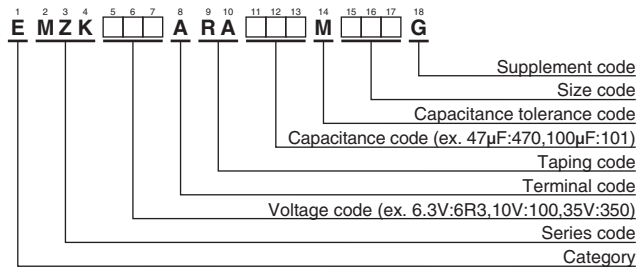 1 2 3 4 5 6 7 8 9 10 11 12 13 14 15 16 17 18
E M Z K A R A M G
Supplement code
Size code
Capacitance tolerance code
Capacitance code (ex. 47µF:470,100µF:101)
Taping code
Terminal code
Voltage code (ex. 6.3V:6R3,10V:100,35V:350)
Series code
Category